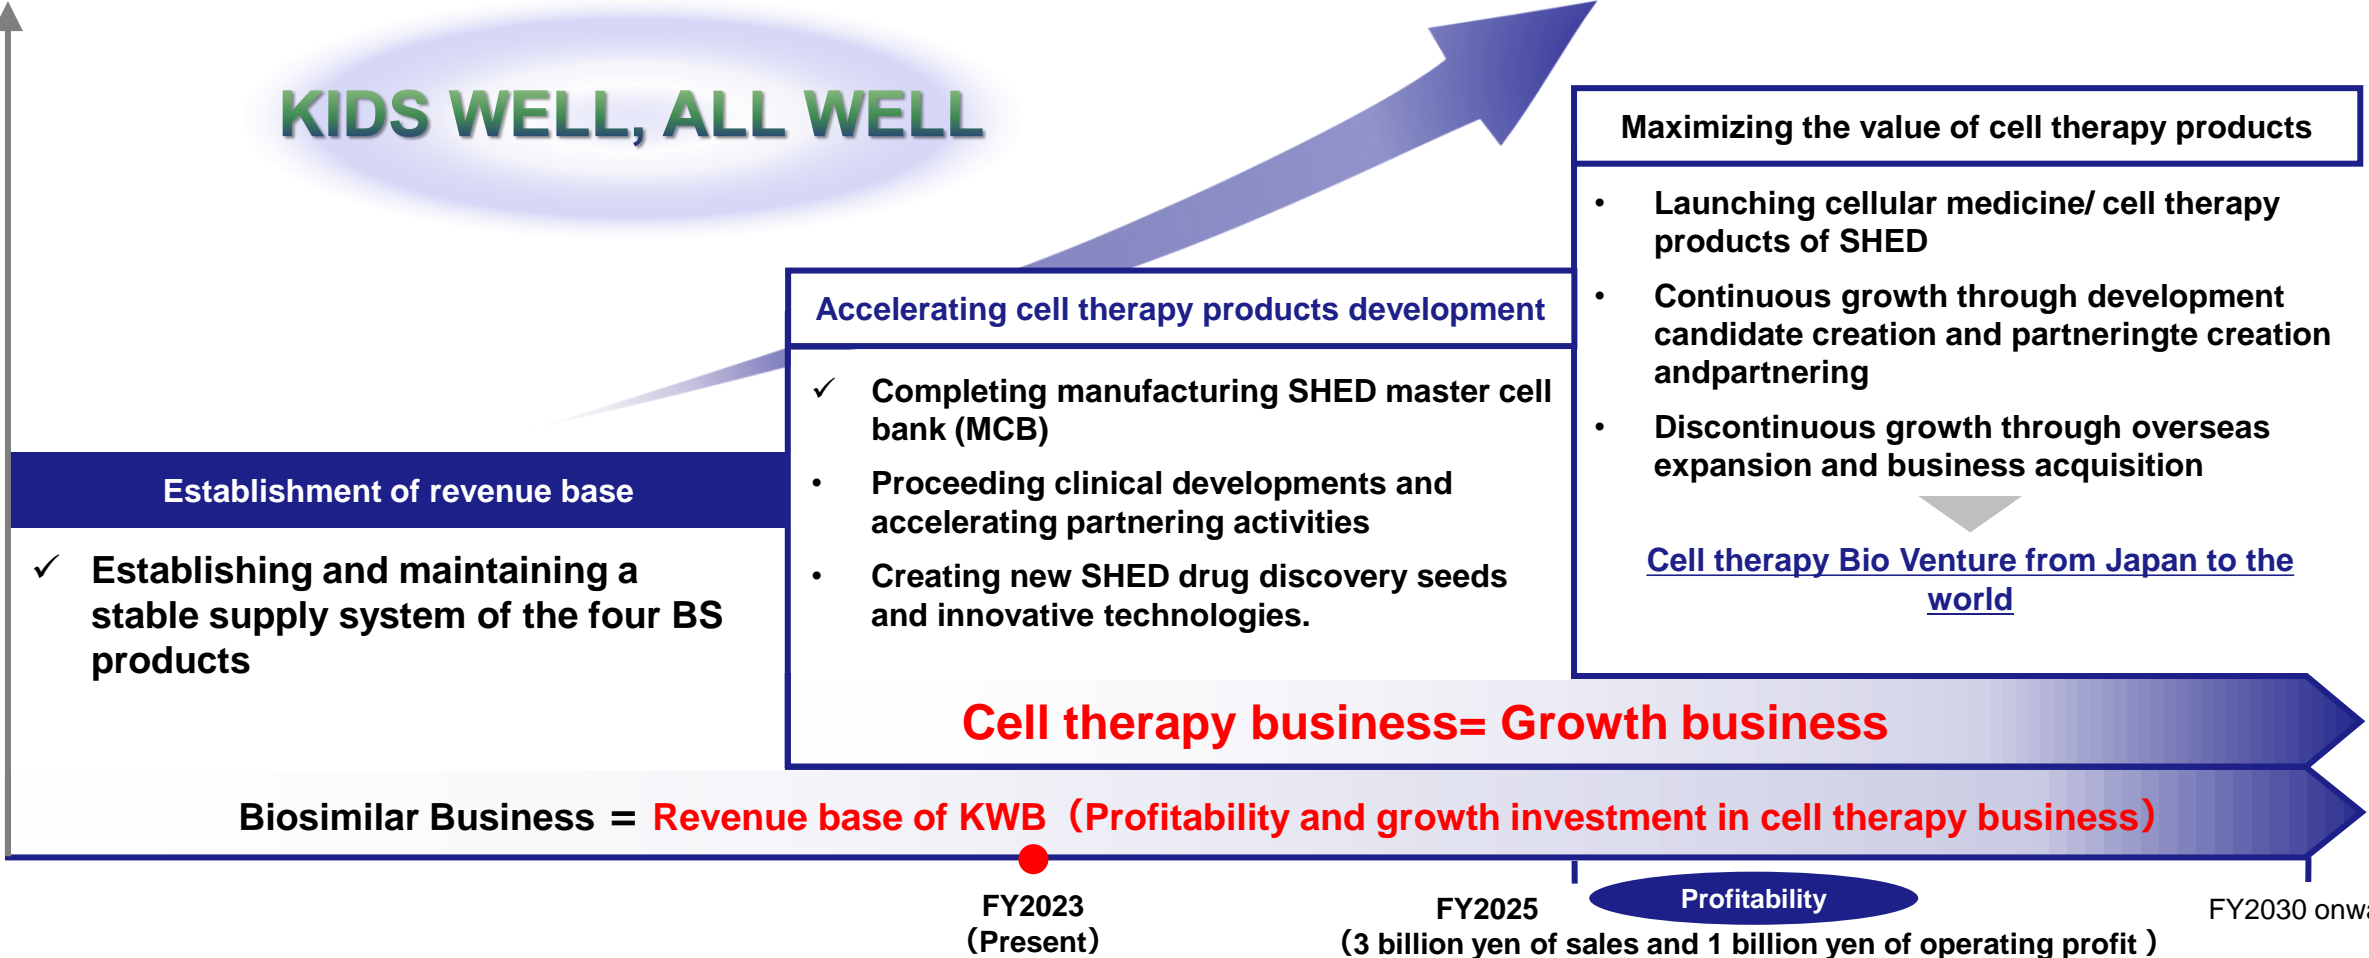 KIDS WELL, ALL WELL
Establishment of revenue base
✓ Establishing and maintaining a
stable supply system of the four BS
products
Accelerating cell therapy products development
✓ Completing manufacturing SHED master cell
bank (MCB)
• Proceeding clinical developments and
accelerating partnering activities
• Creating new SHED drug discovery seeds
and innovative technologies.
Maximizing the value of cell therapy products
• Launching cellular medicine/ cell therapy
products of SHED
• Continuous growth through development
candidate creation and partneringte creation
andpartnering
• Discontinuous growth through overseas
expansion and business acquisition
Cell therapy Bio Venture from Japan to the
world
Cell therapy business= Growth business
Biosimilar Business = Revenue base of KWB（Profitability and growth investment in cell therapy business）
FY2023
（Present）
FY2025
Profitability
（3 billion yen of sales and 1 billion yen of operating profit ）
FY2030